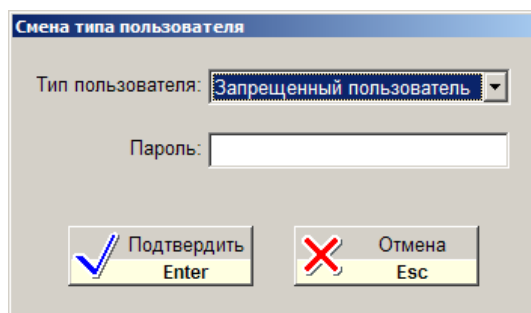 Смена типа пользователя
Тип пользователя: Запрещенный пользователь
Пароль:
Подтвердить Отмена
Enter Esc